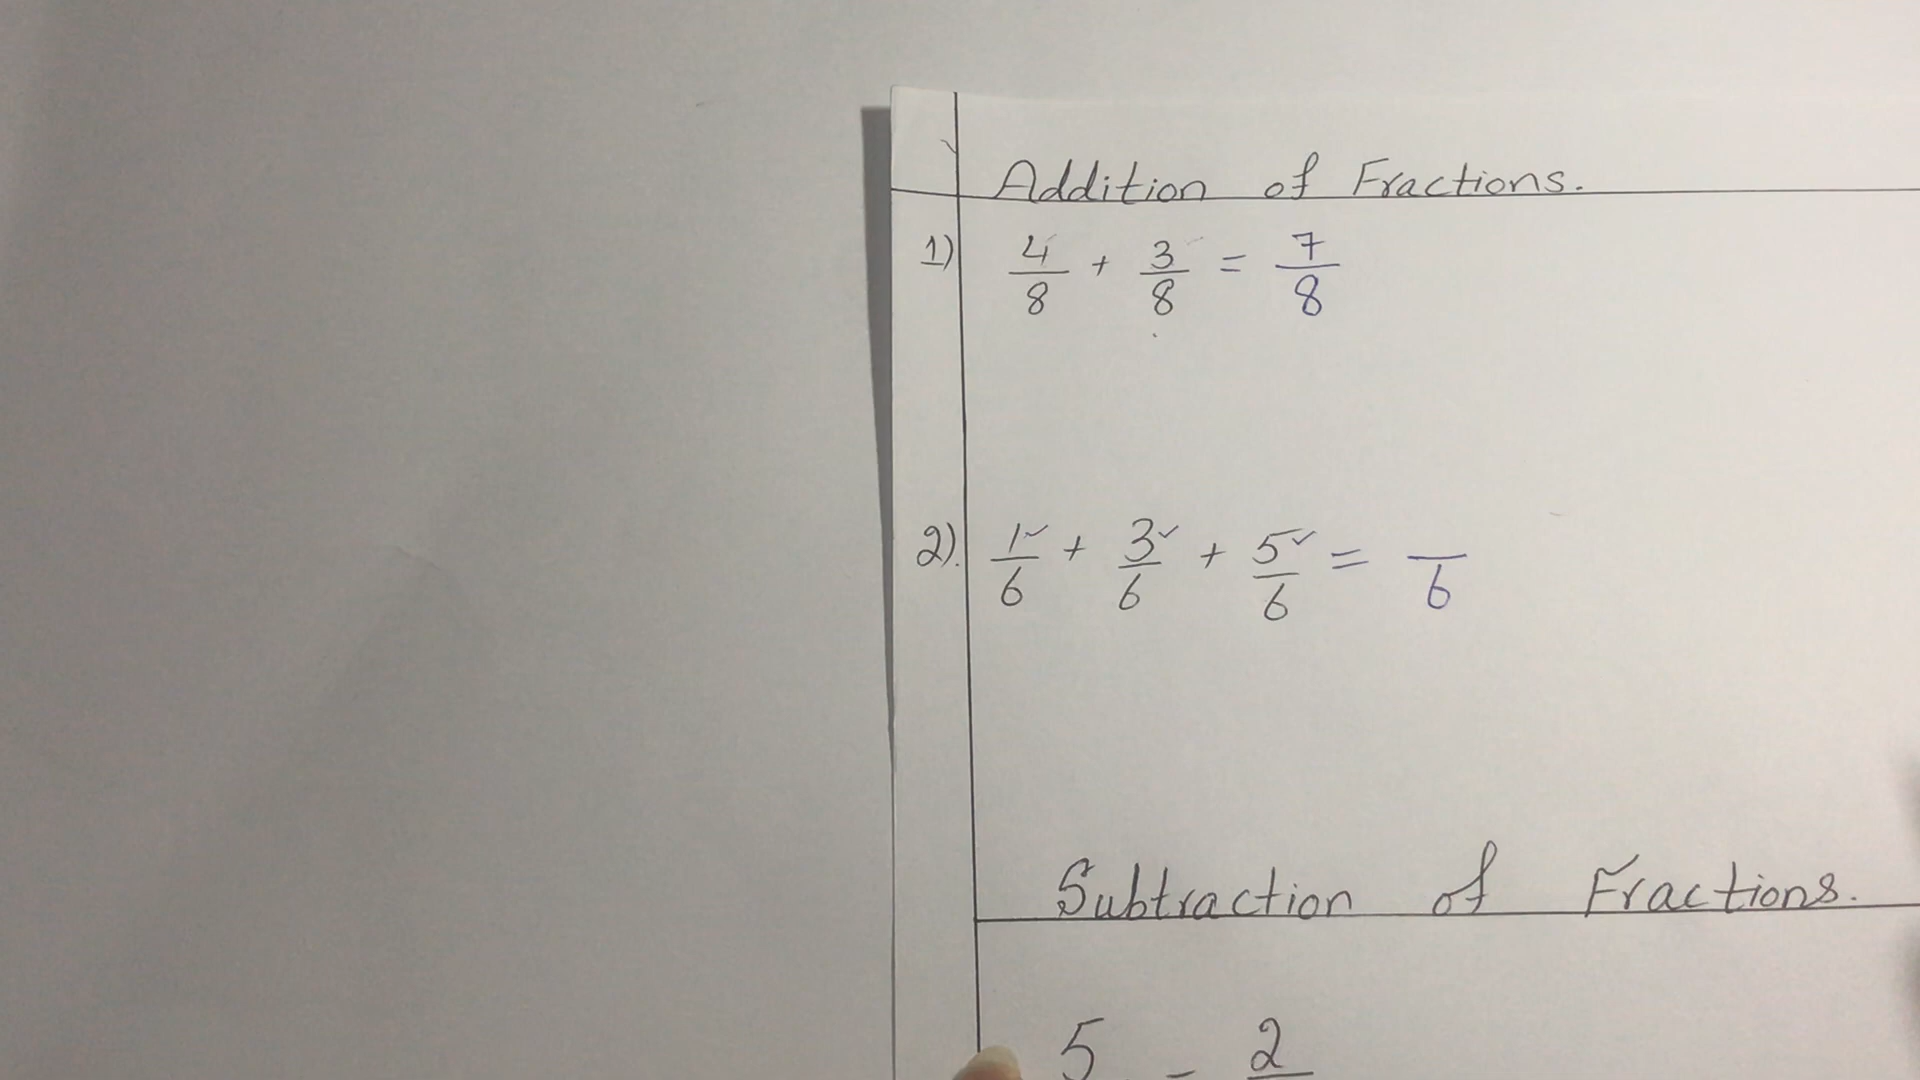 Addition of Fractions.
1) 4/8 + 3/8 = 7/8
2). 1/6 + 3/6 + 5/6 = /6
Subtraction of Fractions.
5 - 2